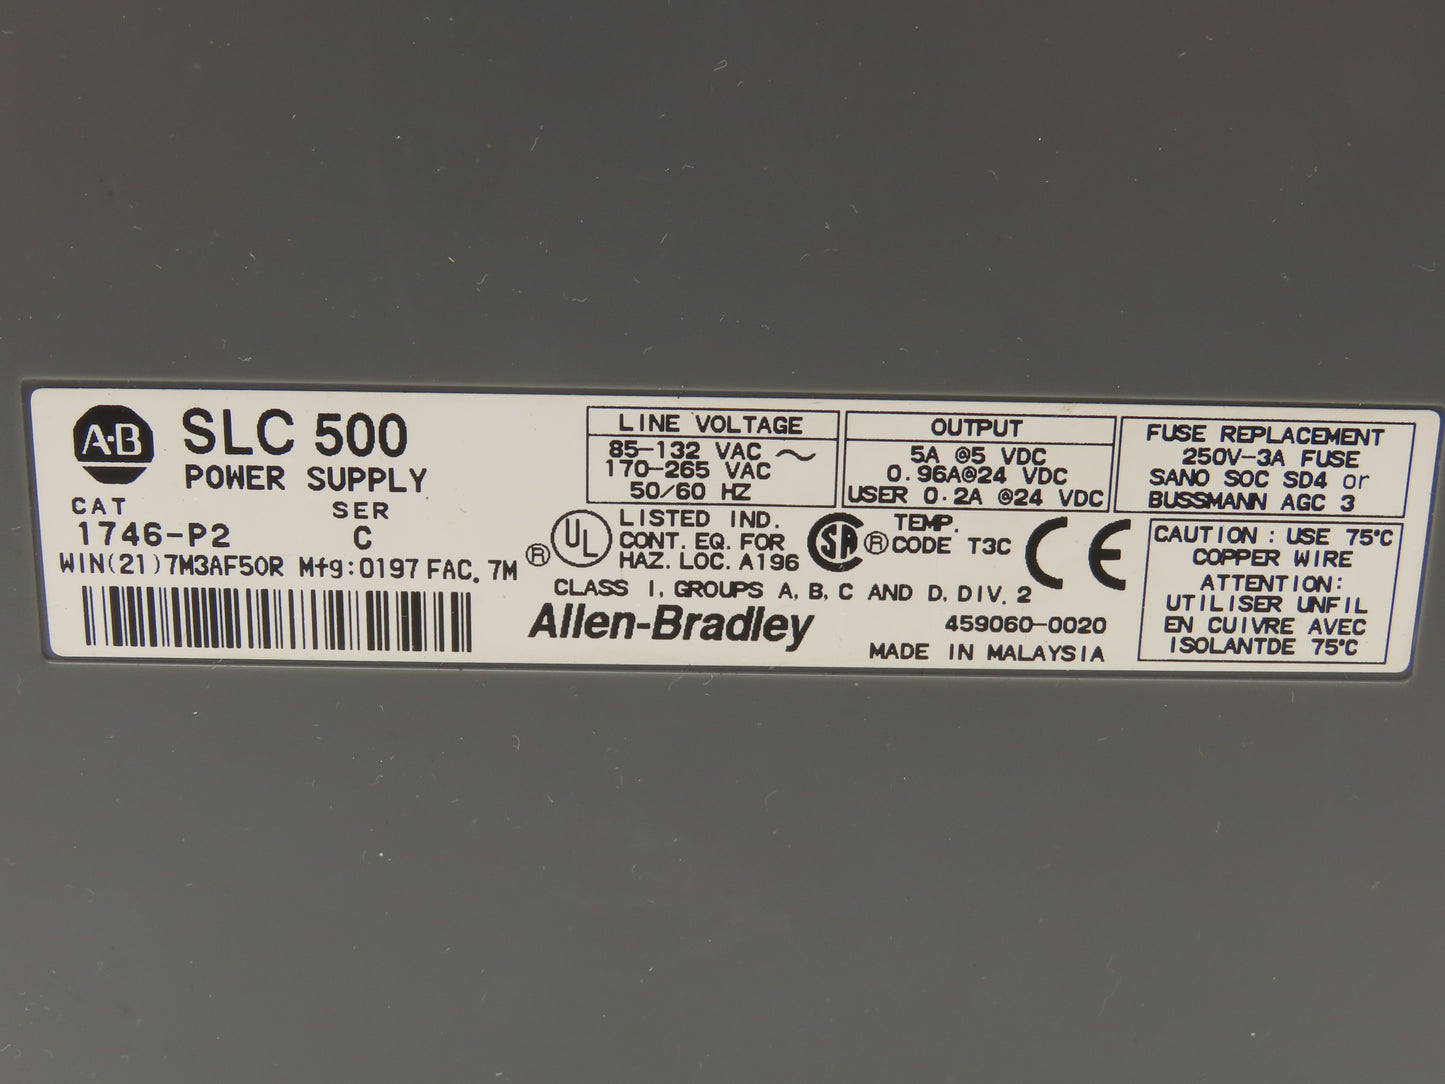 A·B
SLC 500
POWER SUPPLY
CAT SER
1746-P2 C
WIN(21)7M3AF50R Mfg:0197 FAC. 7M
LINE VOLTAGE
85-132 VAC ~
170-265 VAC
50/60 HZ
OUTPUT
5A @5 VDC
0.96A@24 VDC
USER 0.2A @24 VDC
FUSE REPLACEMENT
250V-3A FUSE
SANO SOC SD4 or
BUSSMANN AGC 3
® UL
LISTED IND.
CONT. EQ. FOR
HAZ. LOC. A196
SA ®
TEMP.
CODE T3C
CE
CLASS I, GROUPS A, B, C AND D, DIV. 2
Allen-Bradley
459060-0020
MADE IN MALAYSIA
CAUTION : USE 75°C
COPPER WIRE
ATTENTION:
UTILISER UNFIL
EN CUIVRE AVEC
ISOLANTDE 75°C